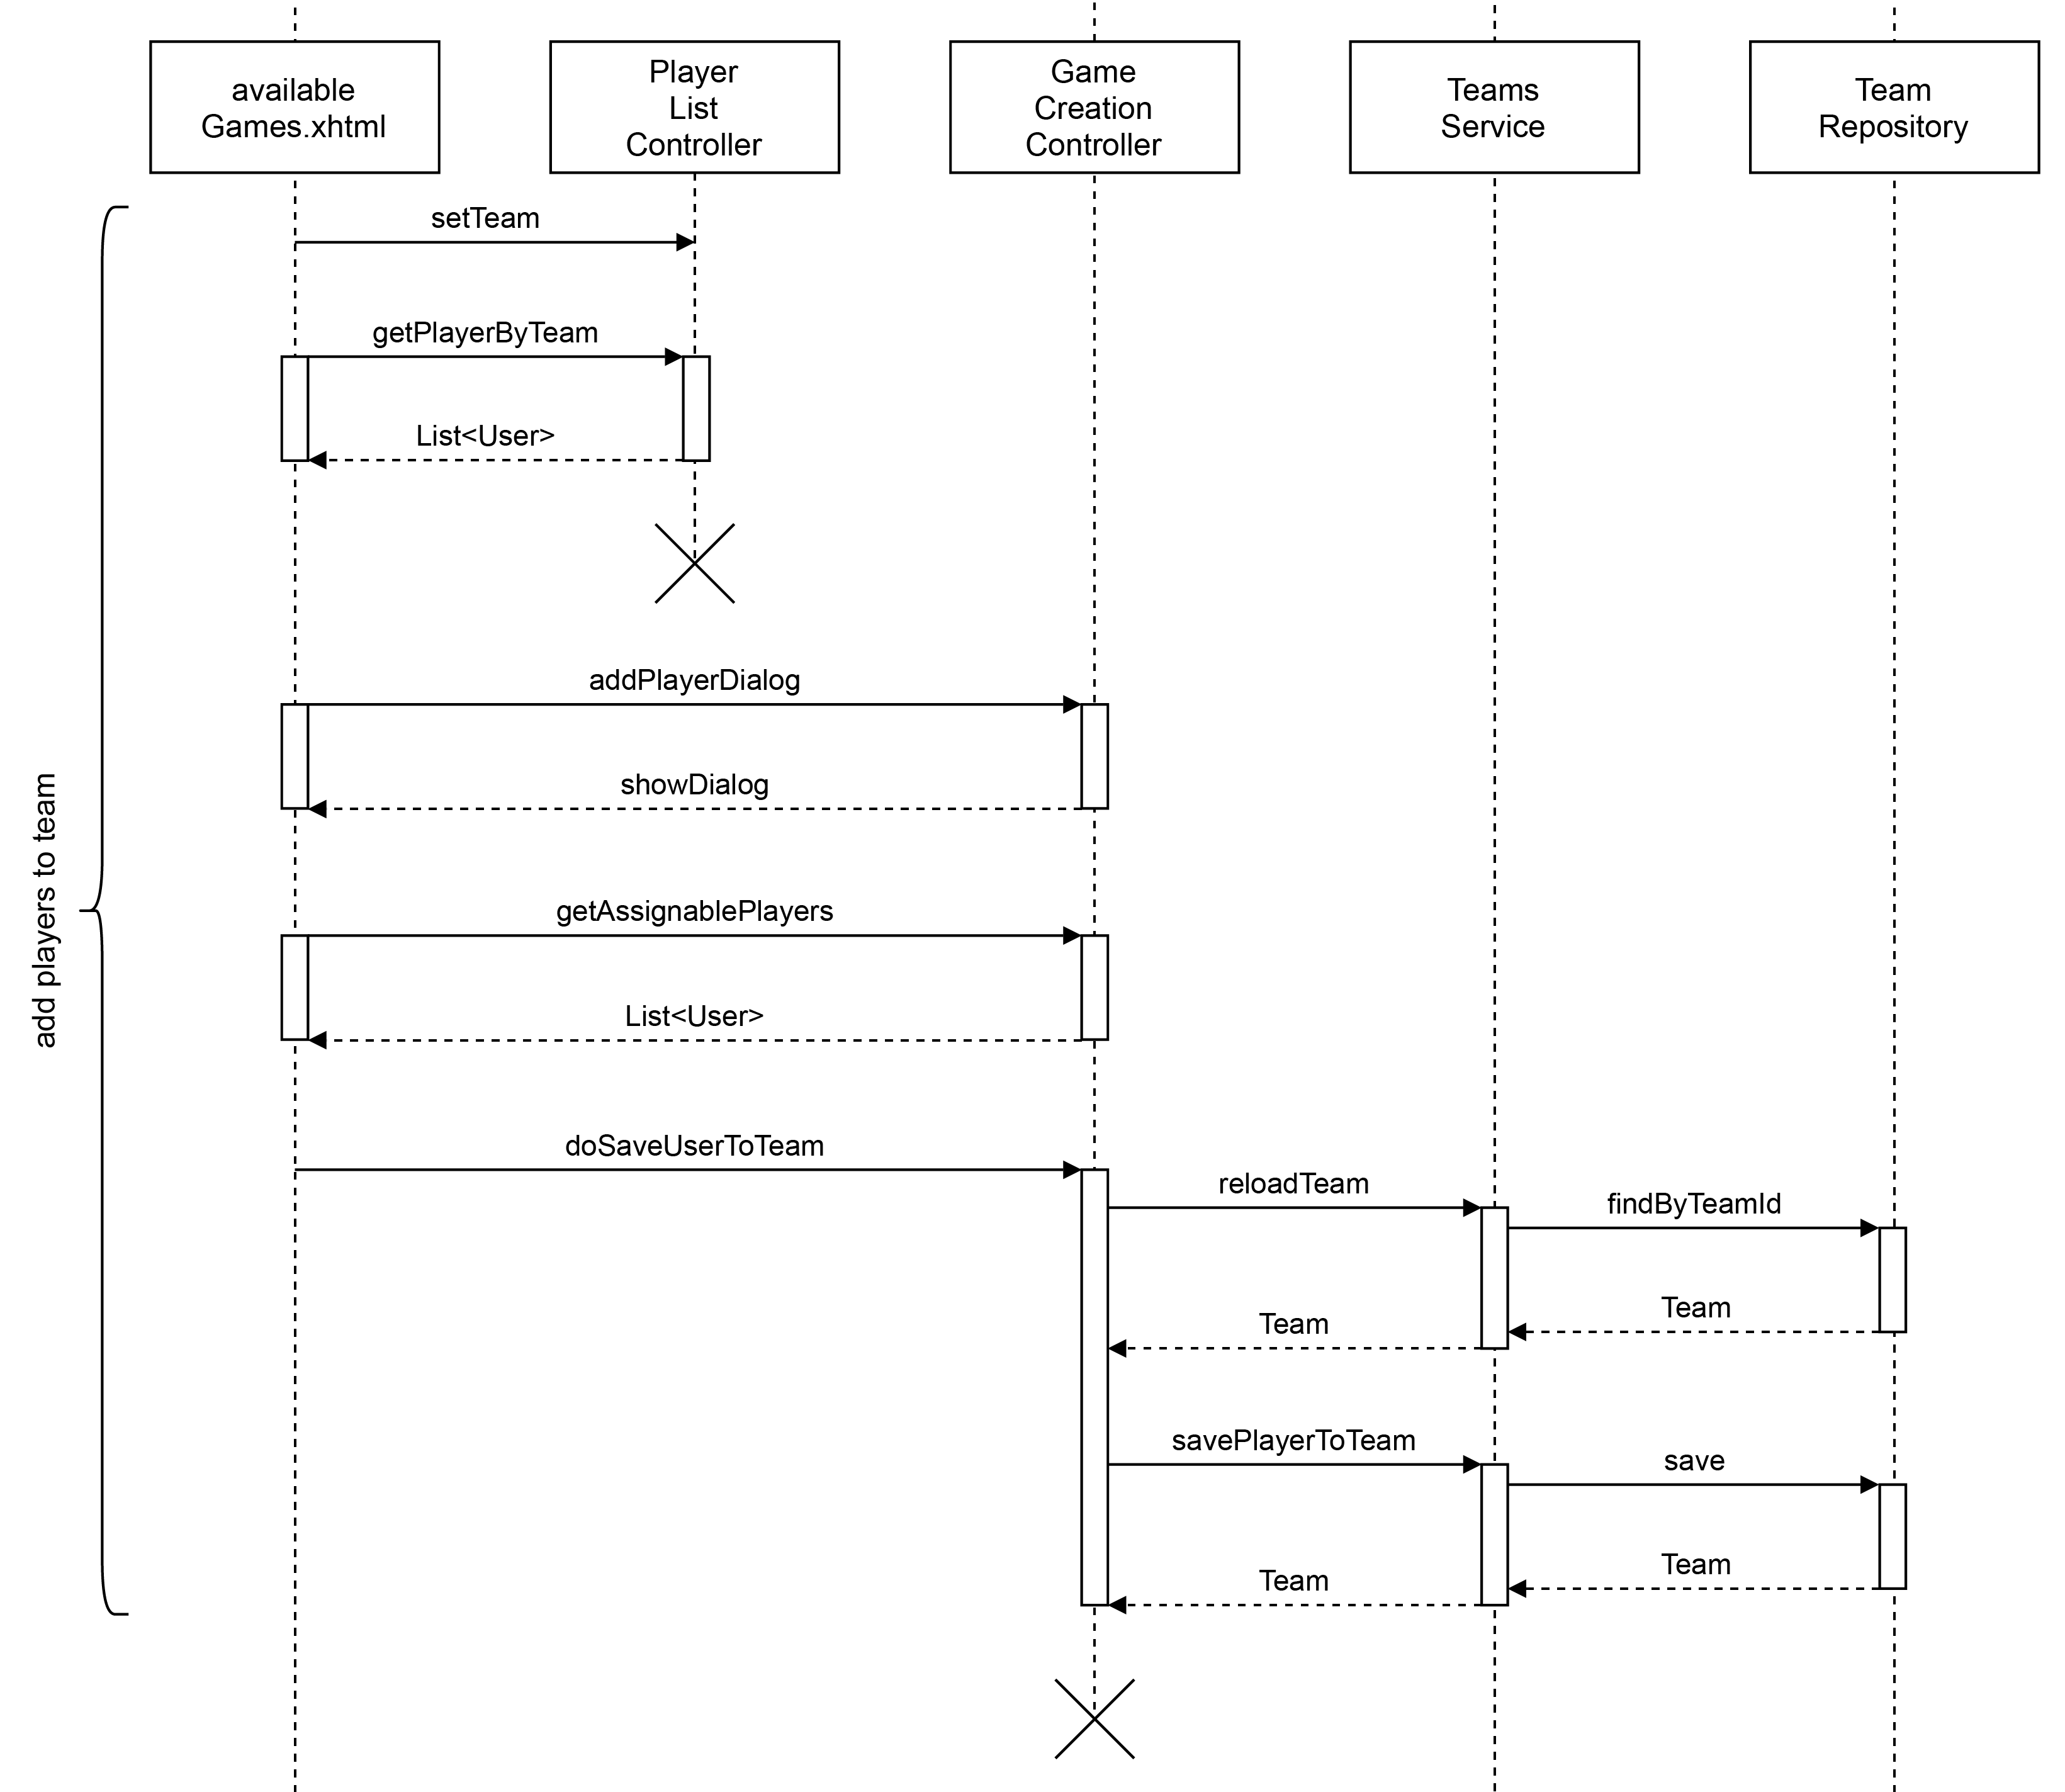 available
Games.xhtml
Player
List
Controller
Game
Creation
Controller
Teams
Service
Team
Repository
setTeam
getPlayerByTeam
List<User>
addPlayerDialog
showDialog
add players to team
getAssignablePlayers
List<User>
doSaveUserToTeam
reloadTeam
findByTeamId
Team
Team
savePlayerToTeam
save
Team
Team